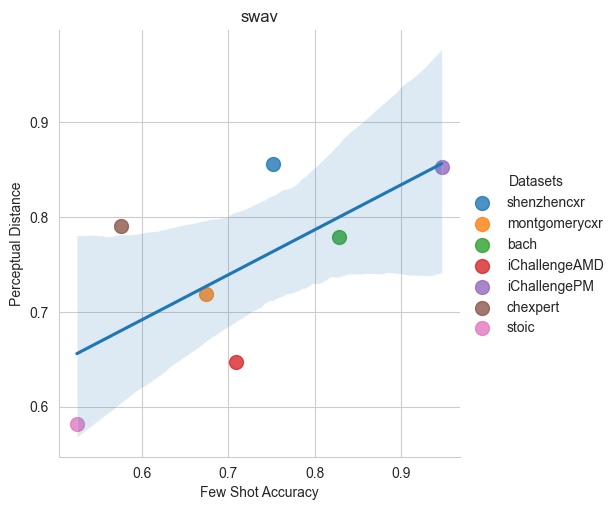 swav
Perceptual Distance
0.9
0.8
0.7
0.6
0.6
0.7
0.8
0.9
Few Shot Accuracy
Datasets
shenzhencxr
montgomerycxr
bach
iChallengeAMD
iChallengePM
chexpert
stoic